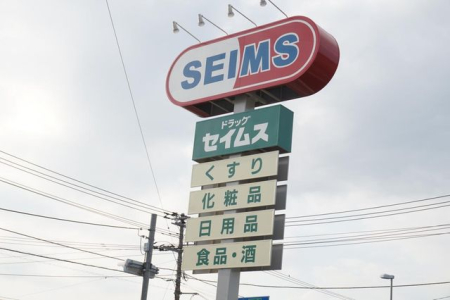 SEIMS
ドラッグ
セイムス
くすり
化粧品
日用品
食品・酒